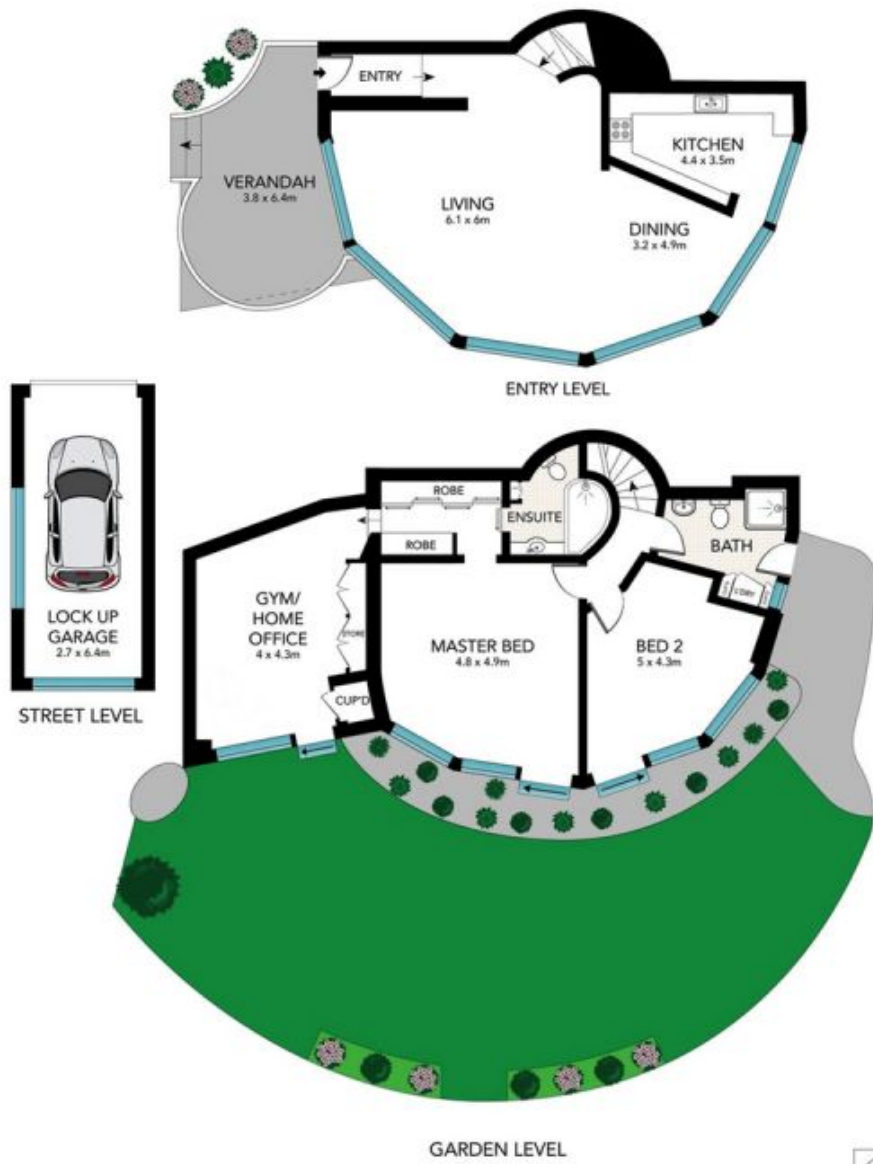 ENTRY
KITCHEN
4.4 x 3.5m
VERANDAH
3.8 x 6.4m
LIVING
6.1 x 6m
DINING
3.2 x 4.9m
ENTRY LEVEL
ROBE
ENSUITE
ROBE
BATH
L'DRY
LOCK UP
GARAGE
2.7 x 6.4m
GYM/
HOME
OFFICE
4 x 4.3m
STORE
MASTER BED
4.8 x 4.9m
BED 2
5 x 4.3m
CUP'D
STREET LEVEL
GARDEN LEVEL